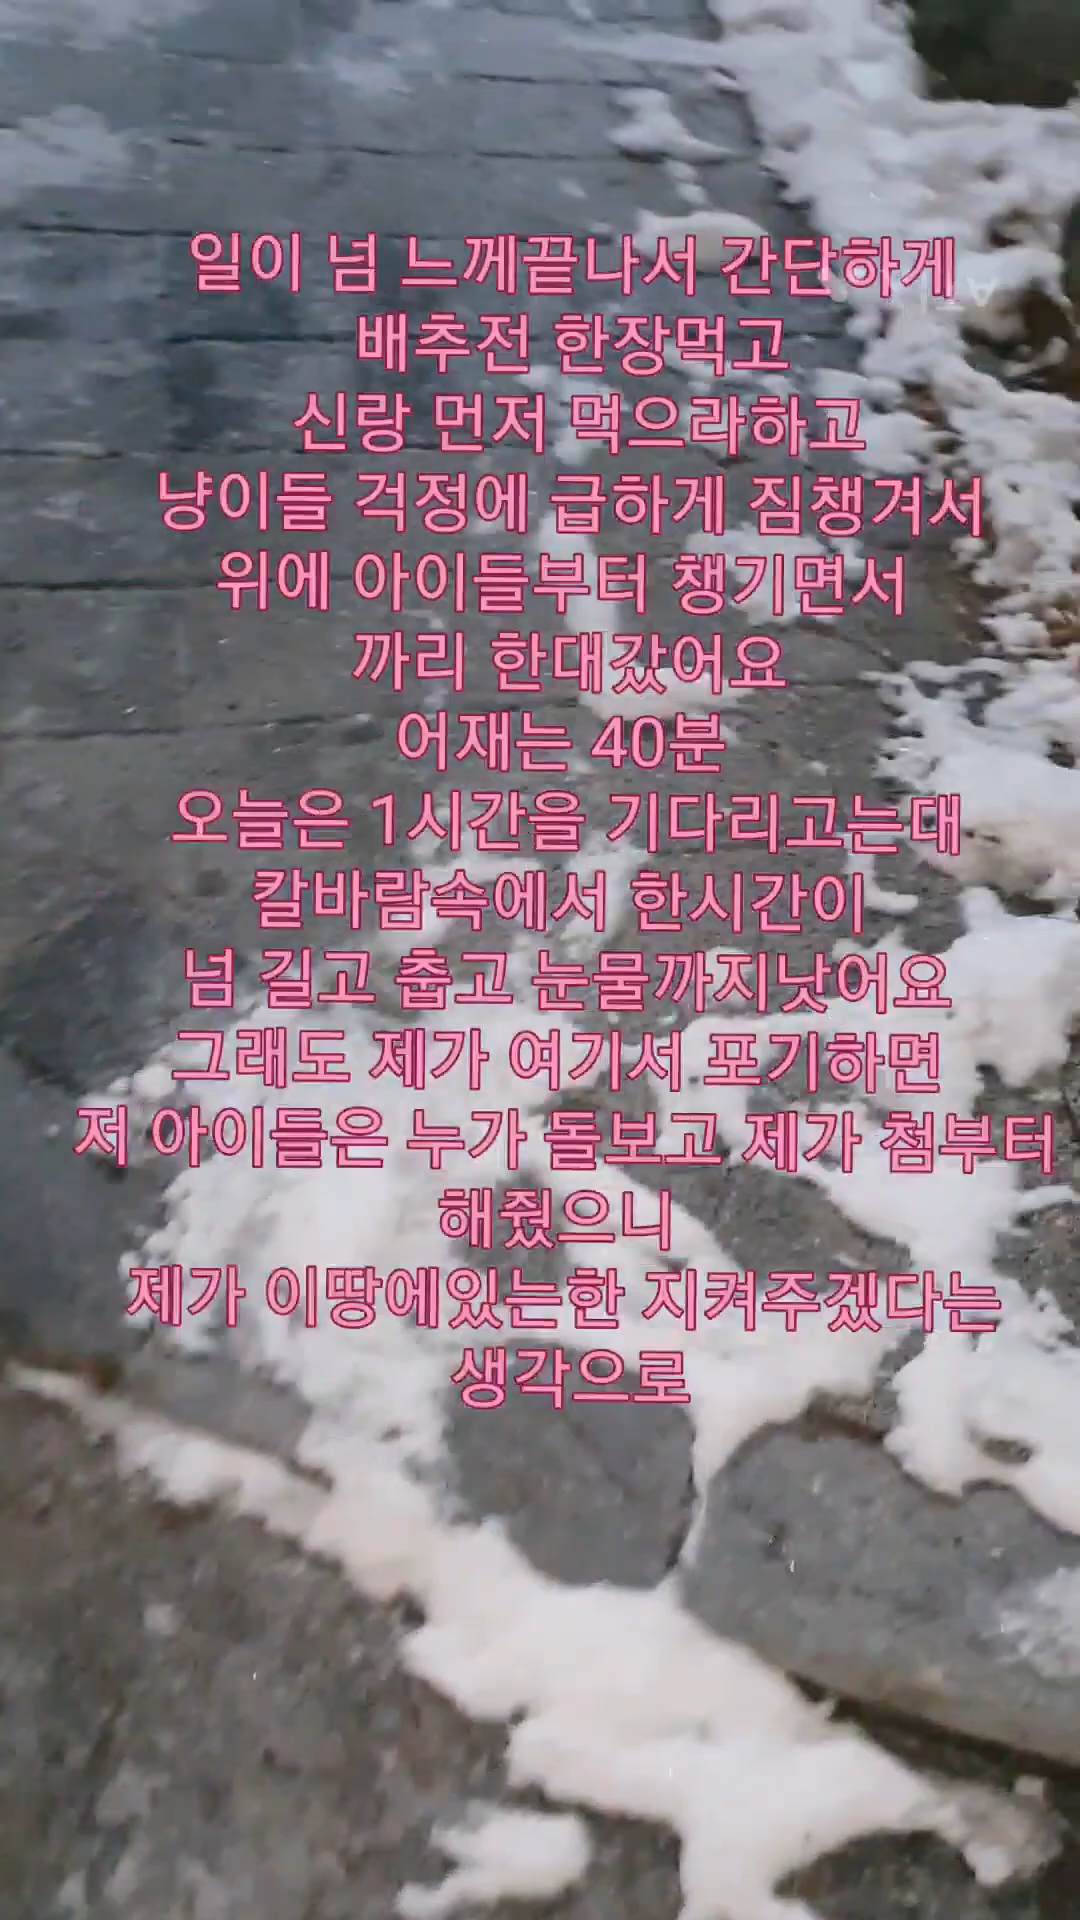 일이 넘 느께끝나서 간단하게
배추전 한장먹고
신랑 먼저 먹으라하고
냥이들 걱정에 급하게 짐챙겨서
위에 아이들부터 챙기면서
까리 한대갔어요
어재는 40분
오늘은 1시간을 기다리고는대
칼바람속에서 한시간이
넘 길고 춥고 눈물까지낫어요
그래도 제가 여기서 포기하면
저 아이들은 누가 돌보고 제가 첨부터
해줬으니
제가 이땅에있는한 지켜주겠다는
생각으로